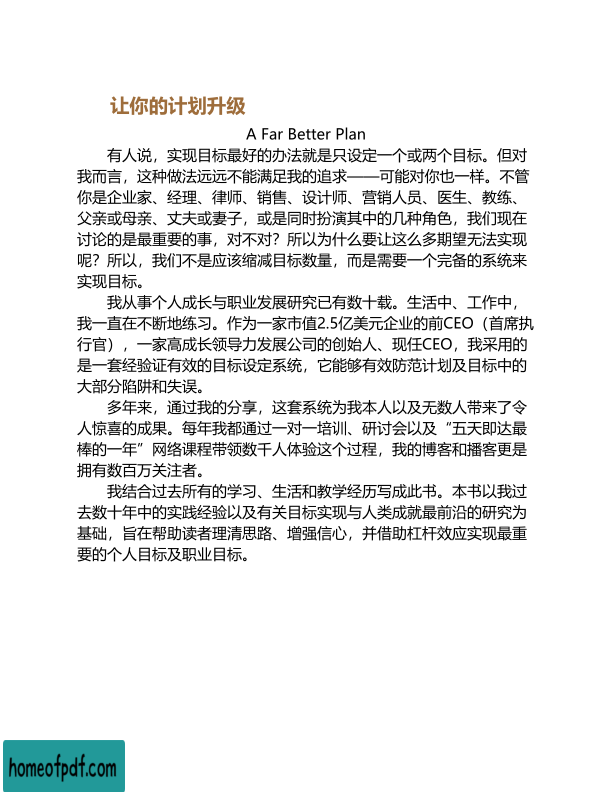 让你的计划升级
A Far Better Plan
有人说，实现目标最好的办法就是只设定一个或两个目标。但对
我而言，这种做法远远不能满足我的追求——可能对你也一样。不管
你是企业家、经理、律师、销售、设计师、营销人员、医生、教练、
父亲或母亲、丈夫或妻子，或是同时扮演其中的几种角色，我们现在
讨论的是最重要的事，对不对？所以为什么要让这么多期望无法实现
呢？所以，我们不是应该缩减目标数量，而是需要一个完备的系统来
实现目标。
我从事个人成长与职业发展研究已有数十载。生活中、工作中，
我一直在不断地练习。作为一家市值2.5亿美元企业的前CEO（首席执
行官），一家高成长领导力发展公司的创始人、现任CEO，我采用的
是一套经验证有效的目标设定系统，它能够有效防范计划及目标中的
大部分陷阱和失误。
多年来，通过我的分享，这套系统为我本人以及无数人带来了令
人惊喜的成果。每年我都通过一对一培训、研讨会以及“五天即达最
棒的一年”网络课程带领数千人体验这个过程，我的博客和播客更是
拥有数百万关注者。
我结合过去所有的学习、生活和教学经历写成此书。本书以我过
去数十年中的实践经验以及有关目标实现与人类成就最前沿的研究为
基础，旨在帮助读者理清思路、增强信心，并借助杠杆效应实现最重
要的个人目标及职业目标。
homeofpdf.com